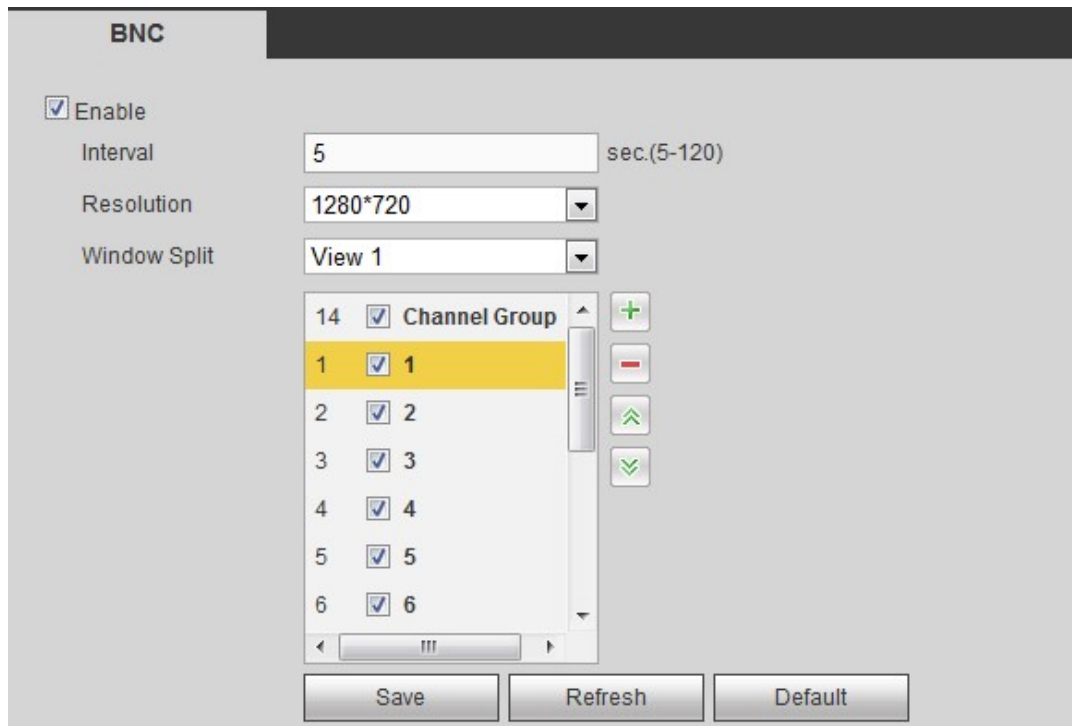 BNC
Enable
Interval 5 sec.(5-120)
Resolution 1280*720
Window Split View 1
14 Channel Group
1 1
2 2
3 3
4 4
5 5
6 6
Save Refresh Default